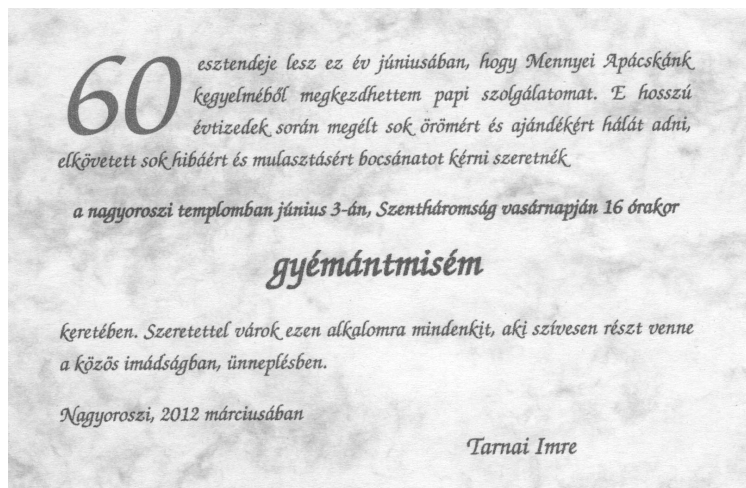 60 esztendeje lesz ez év júniusában, hogy Mennyei Apácskánk
kegyelméből megkezdhettem papi szolgálatomat. E hosszú
évtizedek során megélt sok örömért és ajándékért hálát adni,
elkövetett sok hibáért és mulasztásért bocsánatot kérni szeretnék
a nagyoroszi templomban június 3-án, Szentháromság vasárnapján 16 órakor
gyémántmisém
keretében. Szeretettel várok ezen alkalomra mindenkit, aki szívesen részt venne
a közös imádságban, ünneplésben.
Nagyoroszi, 2012 márciusában
Tarnai Imre